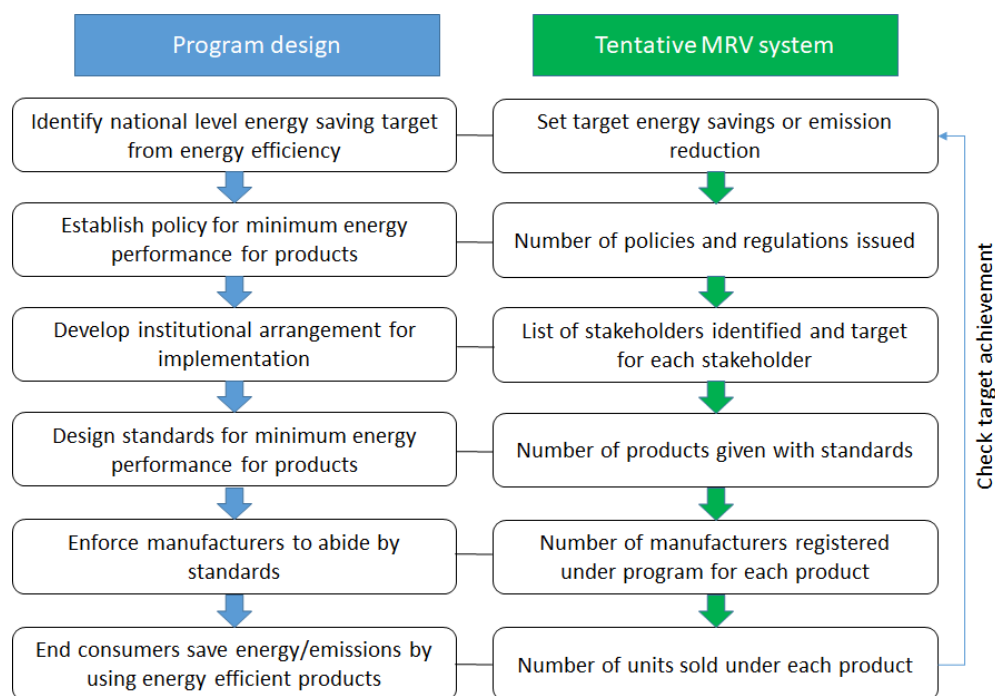 Program design
Tentative MRV system
Identify national level energy saving target
from energy efficiency
Set target energy savings or emission
reduction
Establish policy for minimum energy
performance for products
Number of policies and regulations issued
Develop institutional arrangement for
implementation
List of stakeholders identified and target
for each stakeholder
Design standards for minimum energy
performance for products
Number of products given with standards
Enforce manufacturers to abide by
standards
Number of manufacturers registered
under program for each product
End consumers save energy/emissions by
using energy efficient products
Number of units sold under each product
Check target achievement